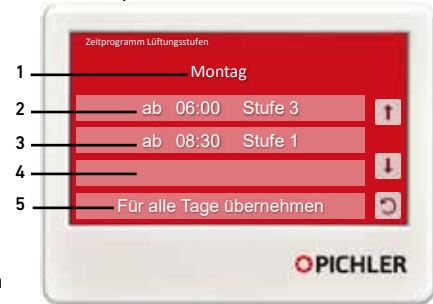 Zeitprogramm Lüftungsstufen
1 Montag
2 ab 06:00 Stufe 3
3 ab 08:30 Stufe 1
4
5 Für alle Tage übernehmen
PICHLER